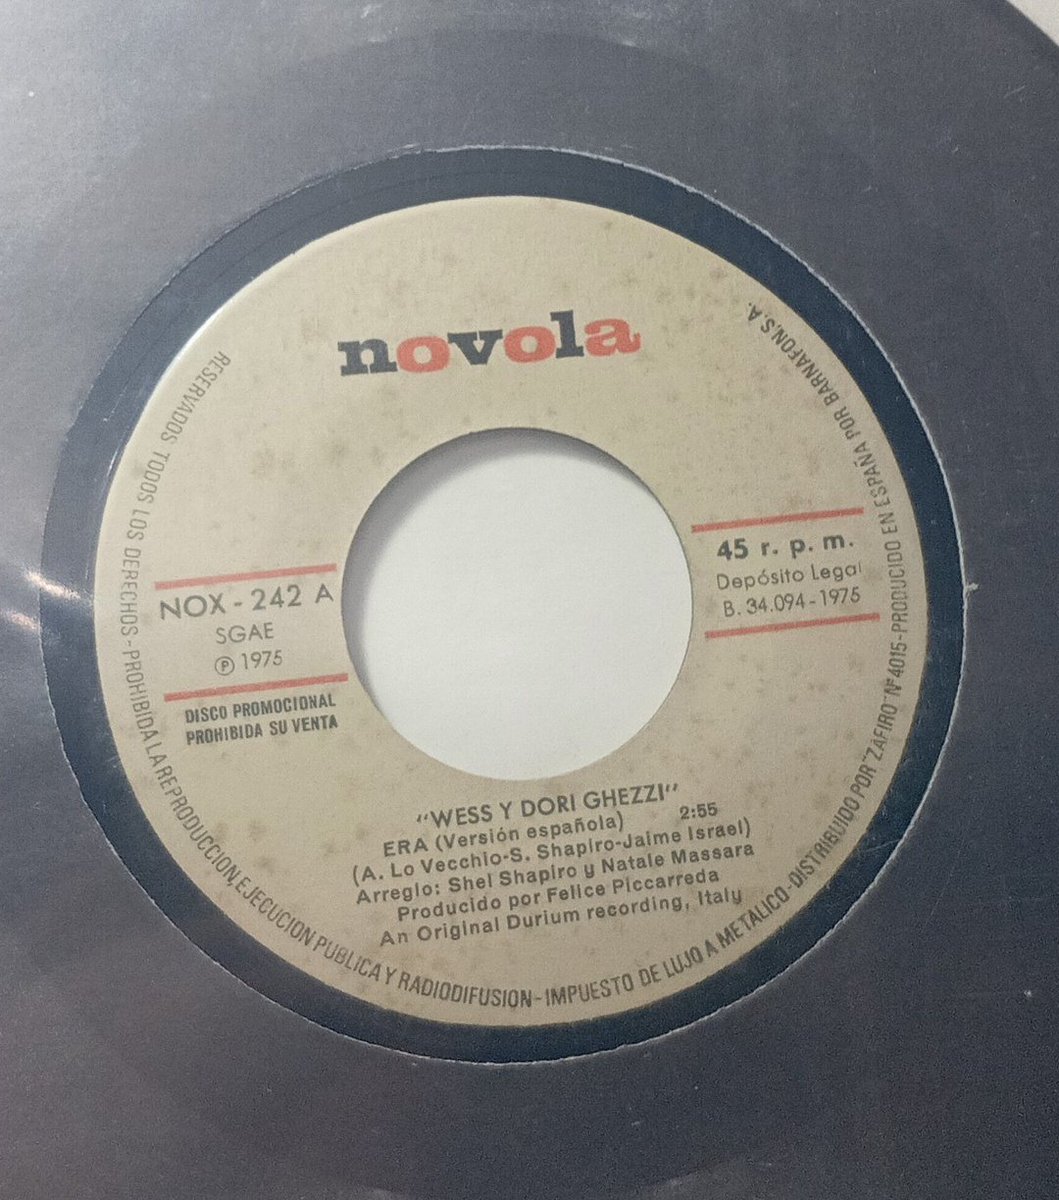 novola
NOX - 242 A
SGAE
Ⓟ 1975
DISCO PROMOCIONAL
PROHIBIDA SU VENTA
45 r. p. m.
Depósito Legal
B. 34.094-1975
"WESS Y DORI GHEZZI"
ERA (Versión española) 2:55
(A. Lo Vecchio-S. Shapiro-Jaime Israel)
Arreglo: Shel Shapiro y Natale Massara
Producido por Felice Piccarreda
An Original Durium recording, Italy
RESERVADOS TODOS LOS DERECHOS - PROHIBIDA LA REPRODUCCION, EJECUCION PUBLICA Y RADIODIFUSION - IMPUESTO DE LUJO A METALICO - DISTRIBUIDO POR "ZAFIRO" Nº 4015 - PRODUCIDO EN ESPAÑA POR BARNAFON, S.A.